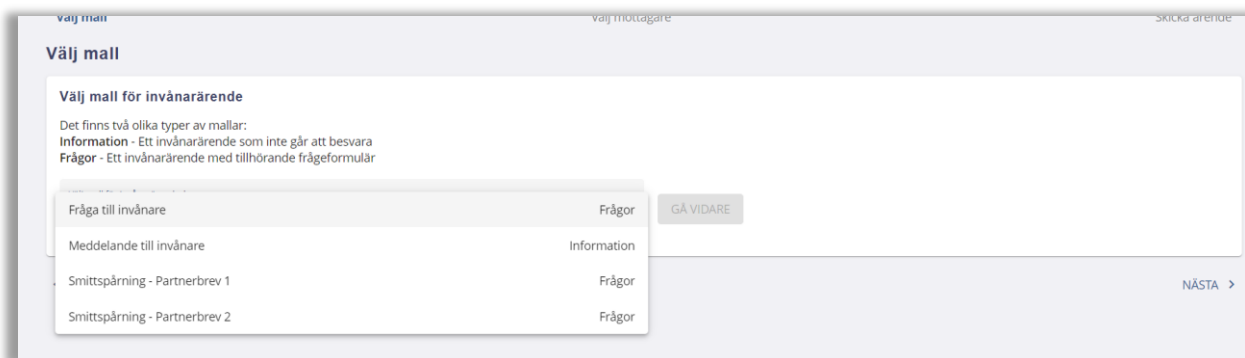 Välj mall Välj mottagare Skicka ärende
Välj mall
Välj mall för invånarärende
Det finns två olika typer av mallar:
Information - Ett invånarärende som inte går att besvara
Frågor - Ett invånarärende med tillhörande frågeformulär
Fråga till invånare Frågor
GÅ VIDARE
Meddelande till invånare Information
Smittspårning - Partnerbrev 1 Frågor
NÄSTA >
Smittspårning - Partnerbrev 2 Frågor